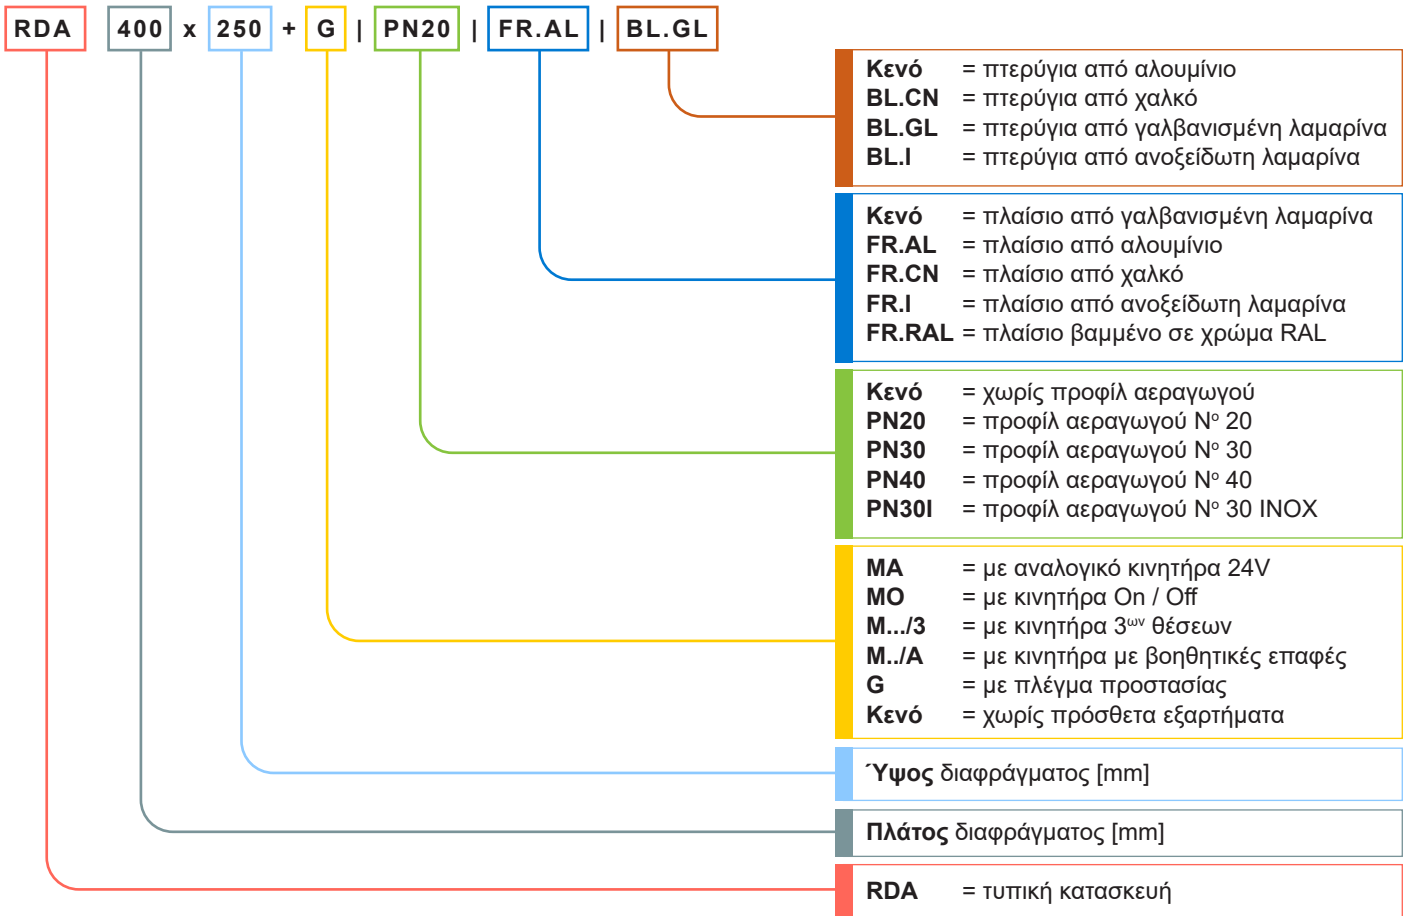 RDA 400 x 250 + G | PN20 | FR.AL | BL.GL
Κενό = πτερύγια από αλουμίνιο
BL.CN = πτερύγια από χαλκό
BL.GL = πτερύγια από γαλβανισμένη λαμαρίνα
BL.I = πτερύγια από ανοξείδωτη λαμαρίνα
Κενό = πλαίσιο από γαλβανισμένη λαμαρίνα
FR.AL = πλαίσιο από αλουμίνιο
FR.CN = πλαίσιο από χαλκό
FR.I = πλαίσιο από ανοξείδωτη λαμαρίνα
FR.RAL = πλαίσιο βαμμένο σε χρώμα RAL
Κενό = χωρίς προφίλ αεραγωγού
PN20 = προφίλ αεραγωγού Nº 20
PN30 = προφίλ αεραγωγού Nº 30
PN40 = προφίλ αεραγωγού Nº 40
PN30I = προφίλ αεραγωγού Nº 30 INOX
MA = με αναλογικό κινητήρα 24V
MO = με κινητήρα On / Off
M.../3 = με κινητήρα 3ων θέσεων
M../A = με κινητήρα με βοηθητικές επαφές
G = με πλέγμα προστασίας
Κενό = χωρίς πρόσθετα εξαρτήματα
Ύψος διαφράγματος [mm]
Πλάτος διαφράγματος [mm]
RDA = τυπική κατασκευή